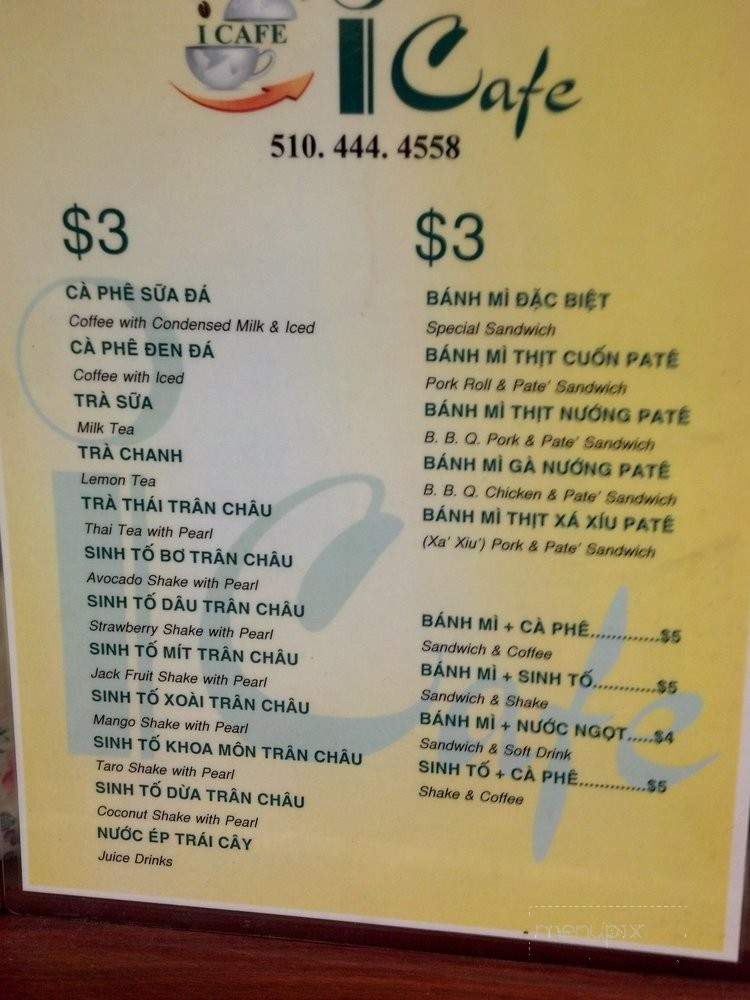 I CAFE
I Cafe
510. 444. 4558
$3
CÀ PHÊ SỮA ĐÁ
Coffee with Condensed Milk & Iced
CÀ PHÊ ĐEN ĐÁ
Coffee with Iced
TRÀ SỮA
Milk Tea
TRÀ CHANH
Lemon Tea
TRÀ THÁI TRÂN CHÂU
Thai Tea with Pearl
SINH TỐ BƠ TRÂN CHÂU
Avocado Shake with Pearl
SINH TỐ DÂU TRÂN CHÂU
Strawberry Shake with Pearl
SINH TỐ MÍT TRÂN CHÂU
Jack Fruit Shake with Pearl
SINH TỐ XOÀI TRÂN CHÂU
Mango Shake with Pearl
SINH TỐ KHOA MÔN TRÂN CHÂU
Taro Shake with Pearl
SINH TỐ DỪA TRÂN CHÂU
Coconut Shake with Pearl
NƯỚC ÉP TRÁI CÂY
Juice Drinks
$3
BÁNH MÌ ĐẶC BIỆT
Special Sandwich
BÁNH MÌ THỊT CUỐN PATÊ
Pork Roll & Pate' Sandwich
BÁNH MÌ THỊT NƯỚNG PATÊ
B. B. Q. Pork & Pate' Sandwich
BÁNH MÌ GÀ NƯỚNG PATÊ
B. B. Q. Chicken & Pate' Sandwich
BÁNH MÌ THỊT XÁ XÍU PATÊ
(Xa' Xiu') Pork & Pate' Sandwich
BÁNH MÌ + CÀ PHÊ.............$5
Sandwich & Coffee
BÁNH MÌ + SINH TỐ............$5
Sandwich & Shake
BÁNH MÌ + NƯỚC NGỌT.....$4
Sandwich & Soft Drink
SINH TỐ + CÀ PHÊ..............$5
Shake & Coffee
menupix